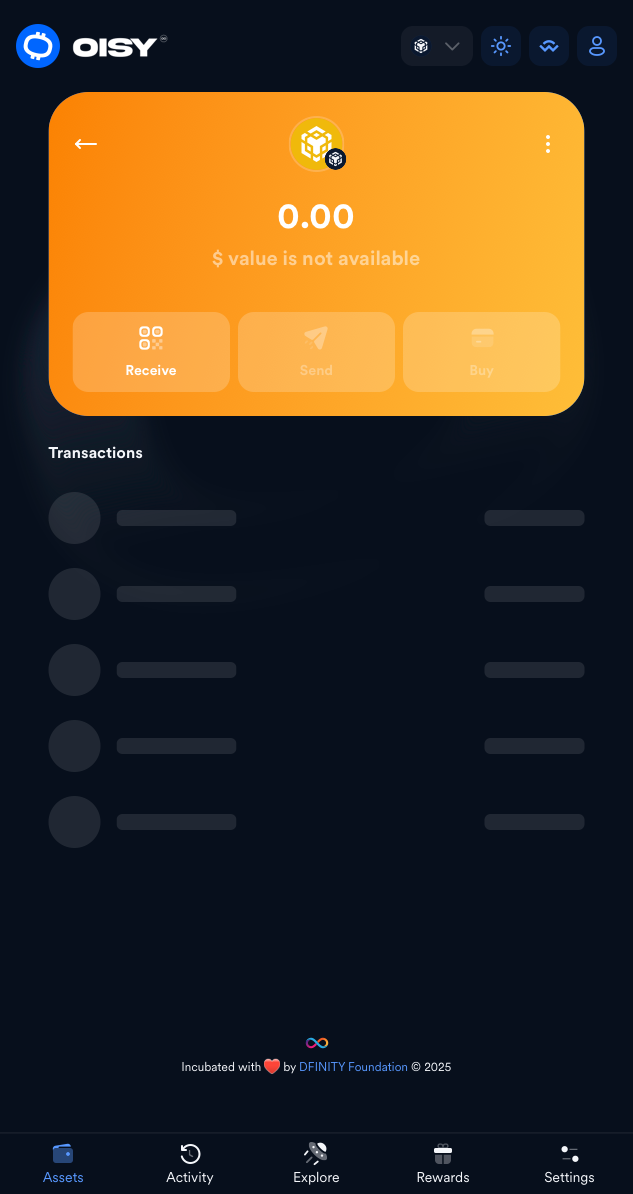 OISY
0.00
$ value is not available
Receive
Send
Buy
Transactions
Incubated with ❤️ by DFINITY Foundation © 2025
Assets
Activity
Explore
Rewards
Settings